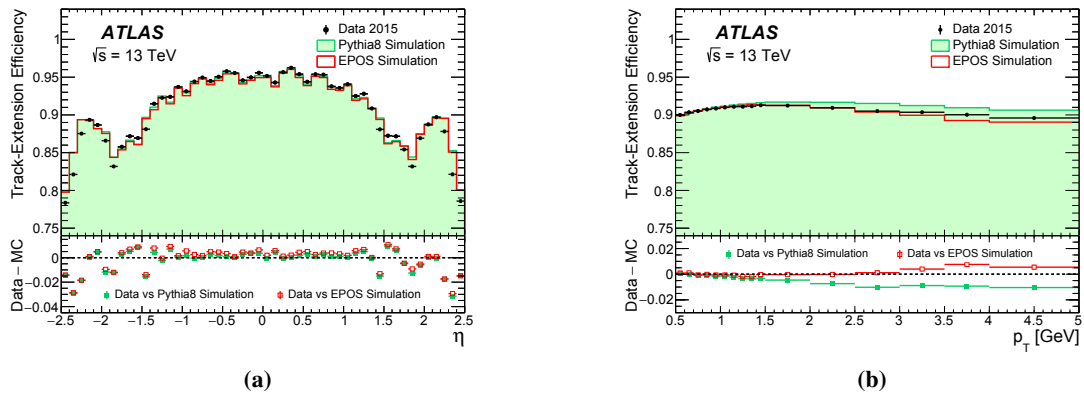 ATLAS
√s = 13 TeV
Data 2015
Pythia8 Simulation
EPOS Simulation
Track-Extension Efficiency
1
0.95
0.9
0.85
0.8
0.75
Data − MC
0
−0.02
−0.04
Data vs Pythia8 Simulation
Data vs EPOS Simulation
−2.5 −2 −1.5 −1 −0.5 0 0.5 1 1.5 2 2.5
η
(a)
ATLAS
√s = 13 TeV
Data 2015
Pythia8 Simulation
EPOS Simulation
Track-Extension Efficiency
1
0.95
0.9
0.85
0.8
0.75
Data − MC
0.02
0
−0.02
Data vs Pythia8 Simulation
Data vs EPOS Simulation
0.5 1 1.5 2 2.5 3 3.5 4 4.5 5
p_T [GeV]
(b)